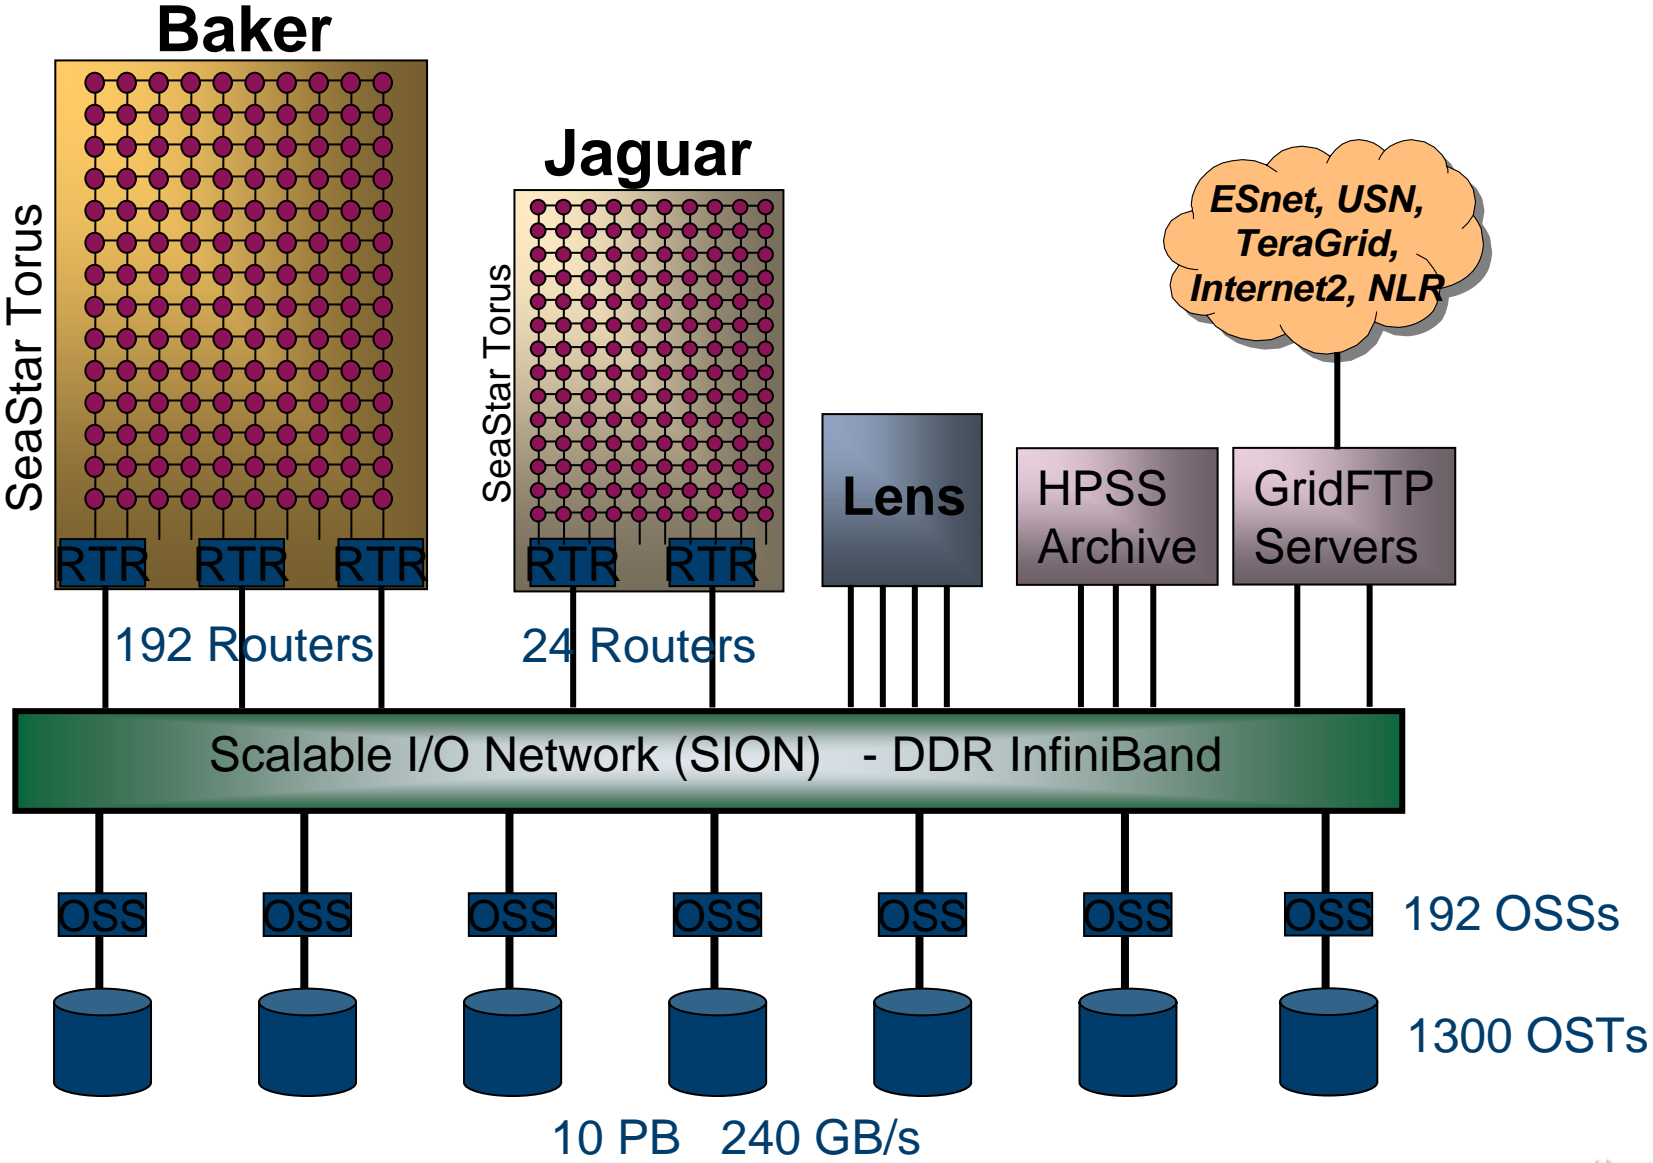 Baker
Jaguar
SeaStar Torus
SeaStar Torus
ESnet, USN,
TeraGrid,
Internet2, NLR
Lens
HPSS
Archive
GridFTP
Servers
RTR RTR RTR
RTR RTR
192 Routers
24 Routers
Scalable I/O Network (SION) - DDR InfiniBand
OSS OSS OSS OSS OSS OSS OSS
192 OSSs
1300 OSTs
10 PB 240 GB/s